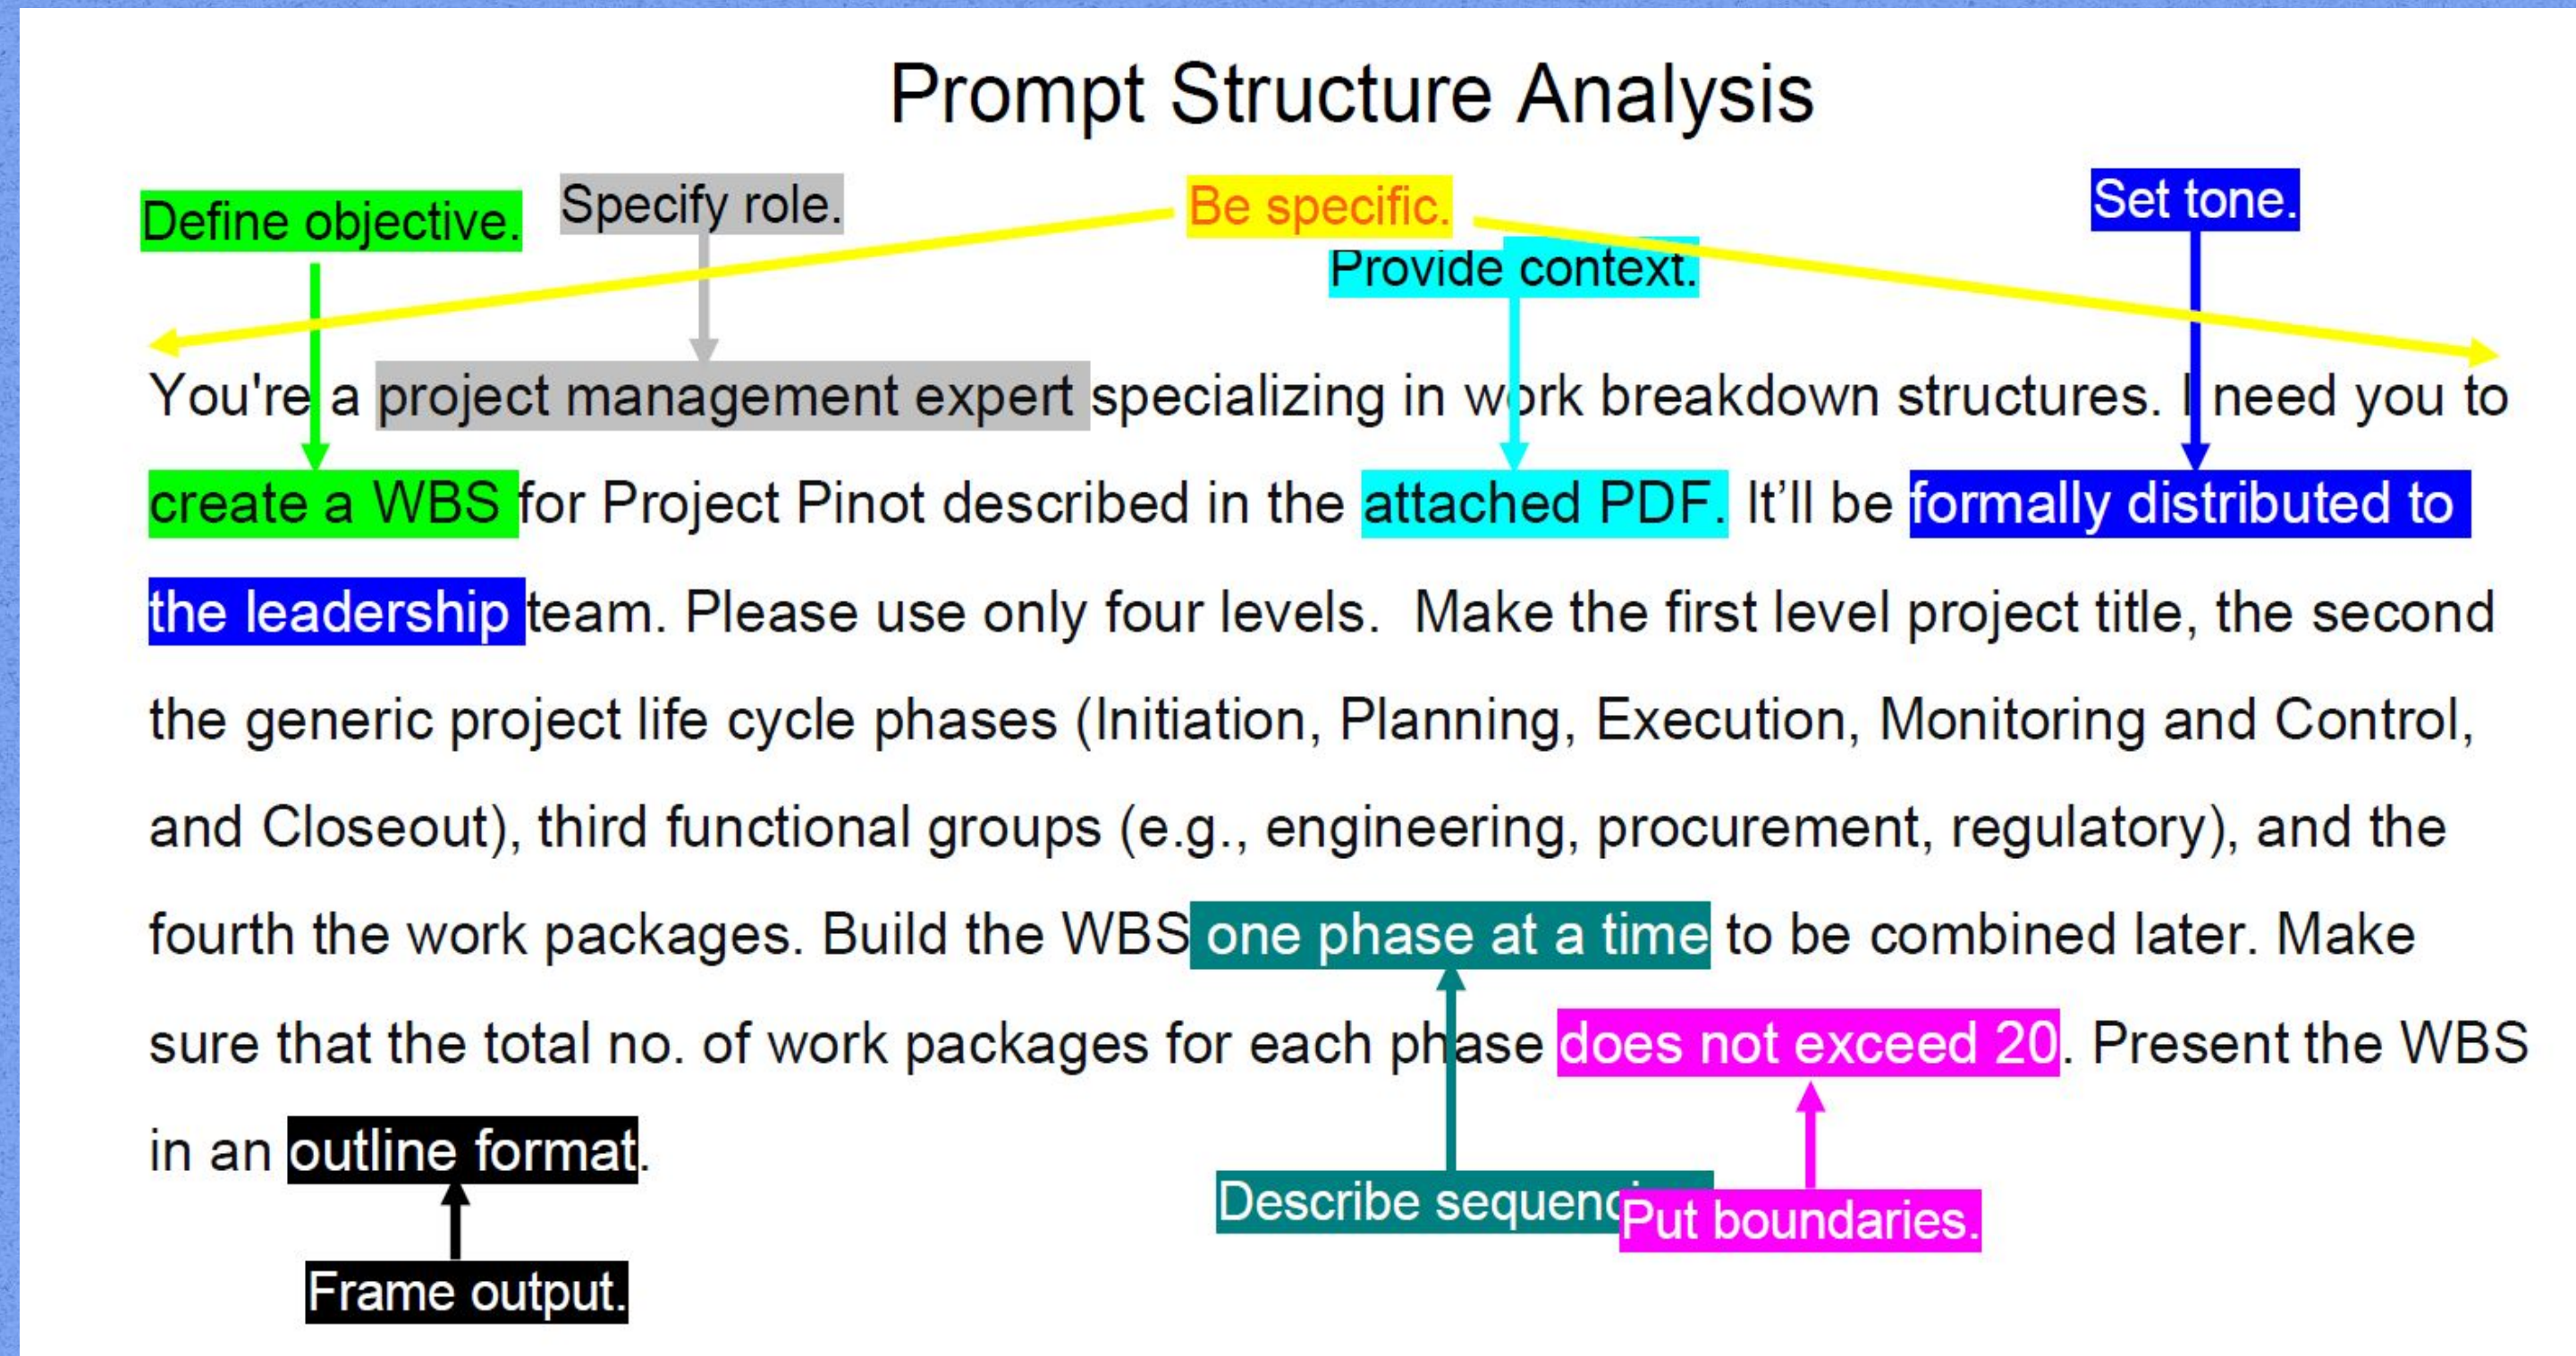 Prompt Structure Analysis
Define objective.
Specify role.
Be specific.
Set tone.
Provide context.
You're a project management expert specializing in work breakdown structures. I need you to
create a WBS for Project Pinot described in the attached PDF. It’ll be formally distributed to
the leadership team. Please use only four levels.  Make the first level project title, the second
the generic project life cycle phases (Initiation, Planning, Execution, Monitoring and Control,
and Closeout), third functional groups (e.g., engineering, procurement, regulatory), and the
fourth the work packages. Build the WBS one phase at a time to be combined later. Make
sure that the total no. of work packages for each phase does not exceed 20. Present the WBS
in an outline format.
Describe
Put boundaries.
Frame output.